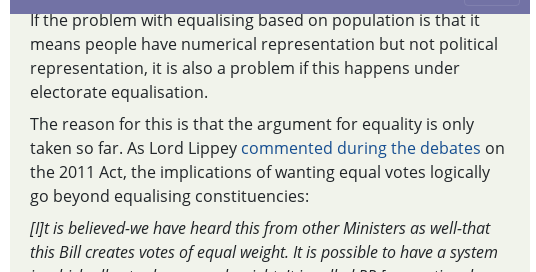 If the problem with equalising based on population is that it
means people have numerical representation but not political
representation, it is also a problem if this happens under
electorate equalisation.
The reason for this is that the argument for equality is only
taken so far. As Lord Lippey commented during the debates on
the 2011 Act, the implications of wanting equal votes logically
go beyond equalising constituencies:
[I]t is believed-we have heard this from other Ministers as well-that
this Bill creates votes of equal weight. It is possible to have a system